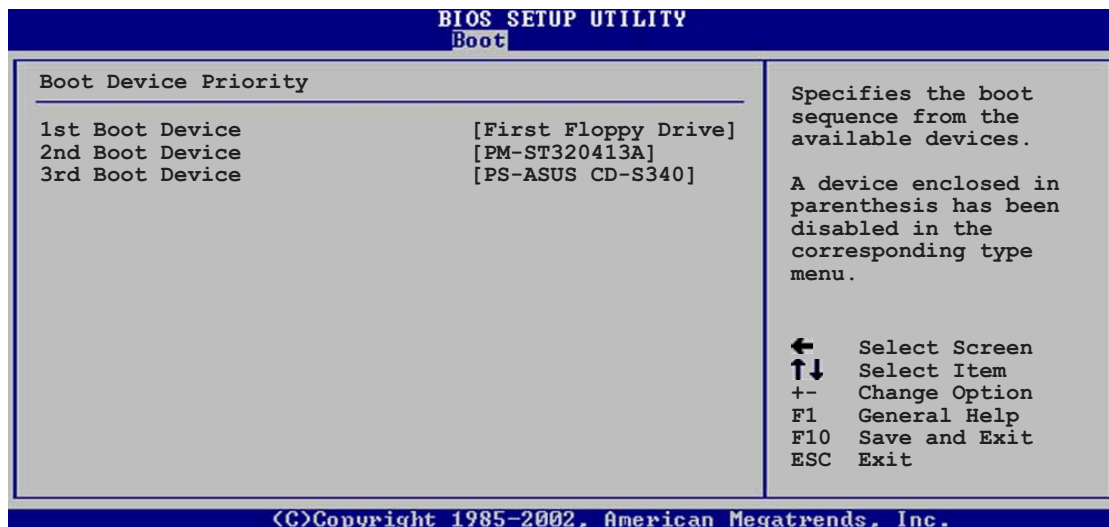 BIOS SETUP UTILITY
Boot
Boot Device Priority
1st Boot Device [First Floppy Drive]
2nd Boot Device [PM-ST320413A]
3rd Boot Device [PS-ASUS CD-S340]
Specifies the boot
sequence from the
available devices.
A device enclosed in
parenthesis has been
disabled in the
corresponding type
menu.
← Select Screen
↑↓ Select Item
+- Change Option
F1 General Help
F10 Save and Exit
ESC Exit
(C)Copyright 1985-2002, American Megatrends, Inc.